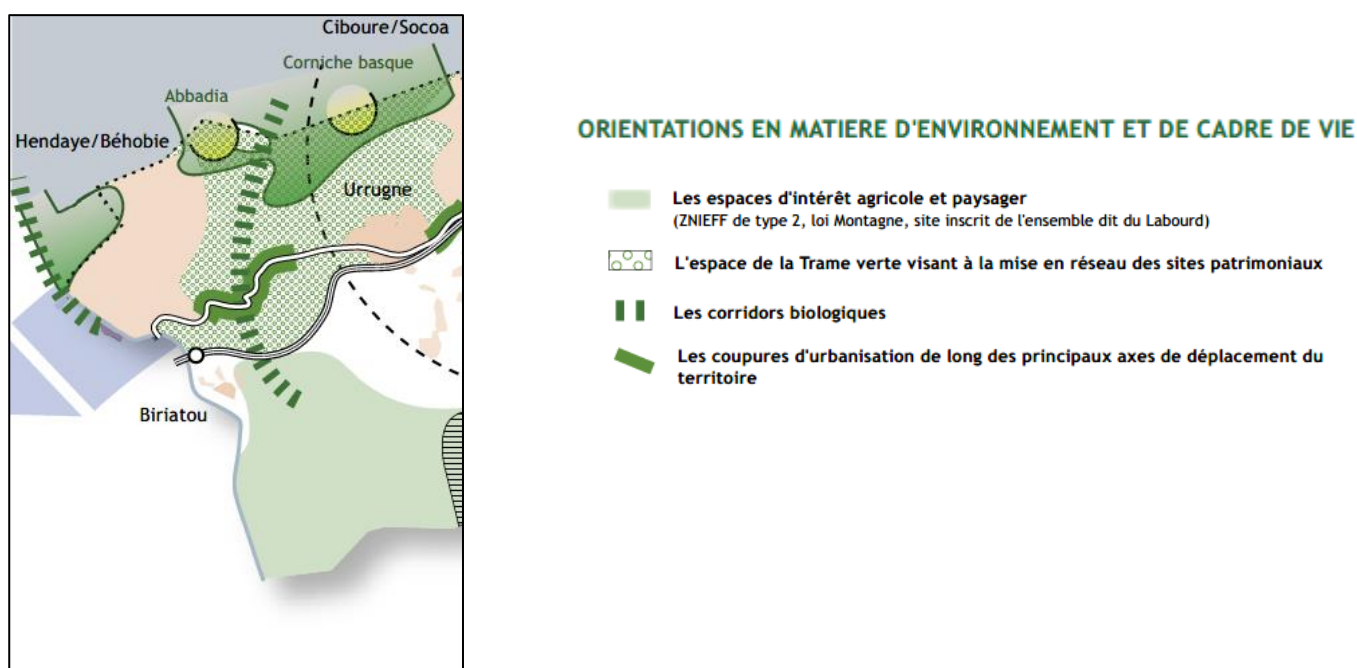 Ciboure/Socoa
Corniche basque
Abbadia
Hendaye/Béhobie
Urrugne
Biriatou
ORIENTATIONS EN MATIERE D'ENVIRONNEMENT ET DE CADRE DE VIE
Les espaces d'intérêt agricole et paysager
(ZNIEFF de type 2, loi Montagne, site inscrit de l'ensemble dit du Labourd)
L'espace de la Trame verte visant à la mise en réseau des sites patrimoniaux
Les corridors biologiques
Les coupures d'urbanisation de long des principaux axes de déplacement du
territoire